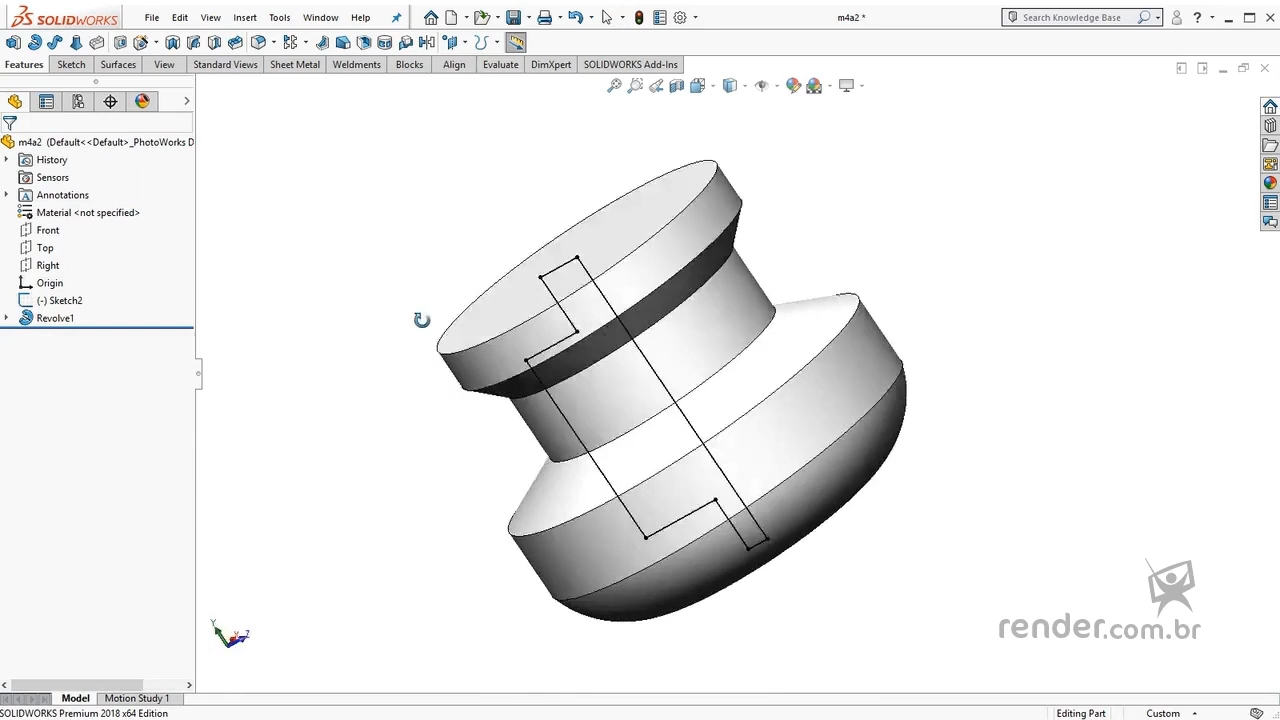 SOLIDWORKS File Edit View Insert Tools Window Help m4a2 * Search Knowledge Base ?
Features Sketch Surfaces View Standard Views Sheet Metal Weldments Blocks Align Evaluate DimXpert SOLIDWORKS Add-Ins
m4a2 (Default<<Default>_PhotoWorks D
History
Sensors
Annotations
Material <not specified>
Front
Top
Right
Origin
(-) Sketch2
Revolve1
render.com.br
Y X Z
Model Motion Study 1
SOLIDWORKS Premium 2018 x64 Edition Editing Part Custom